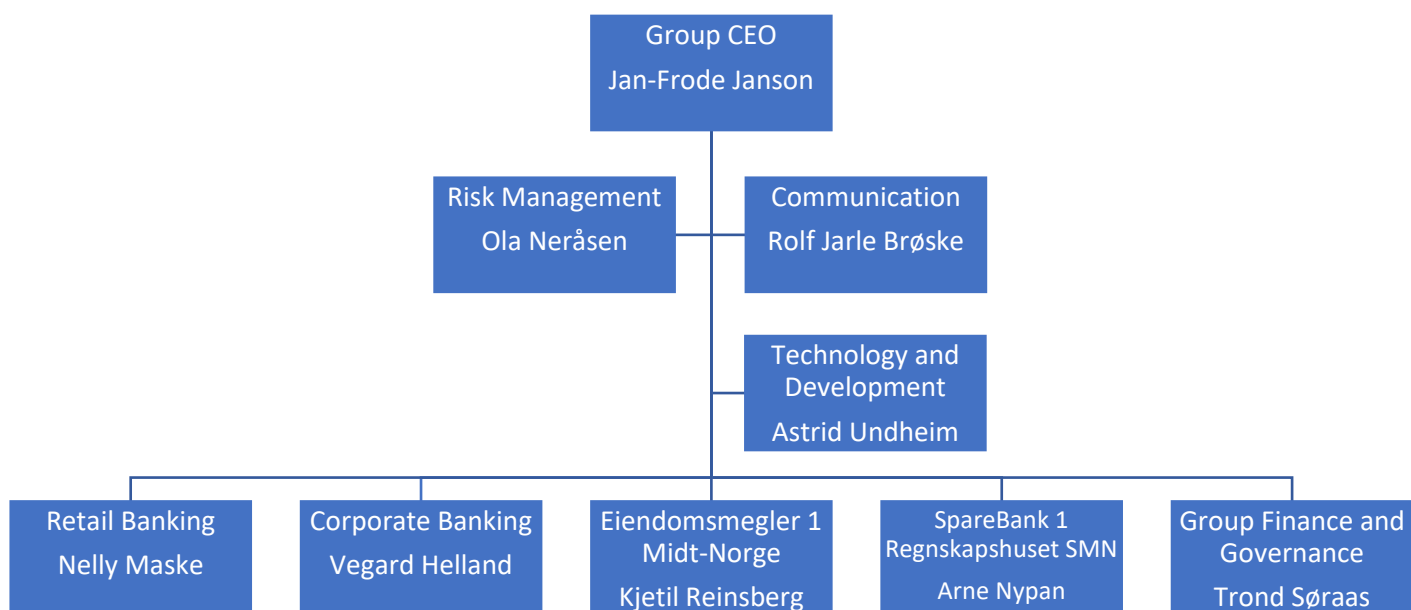 Group CEO
Jan-Frode Janson
Risk Management
Ola Neråsen
Communication
Rolf Jarle Brøske
Technology and
Development
Astrid Undheim
Retail Banking
Nelly Maske
Corporate Banking
Vegard Helland
Eiendomsmegler 1
Midt-Norge
Kjetil Reinsberg
SpareBank 1
Regnskapshuset SMN
Arne Nypan
Group Finance and
Governance
Trond Søraas